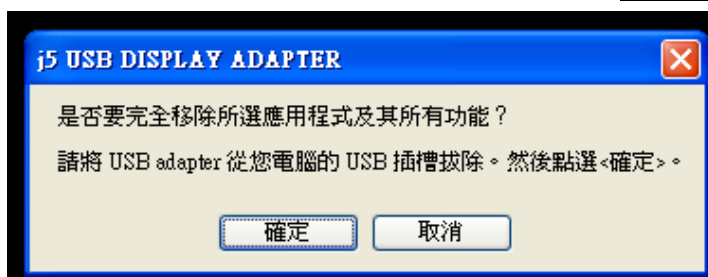 j5 USB DISPLAY ADAPTER
是否要完全移除所選應用程式及其所有功能？
請將 USB adapter 從您電腦的 USB 插槽拔除。然後點選<確定>。
確定
取消